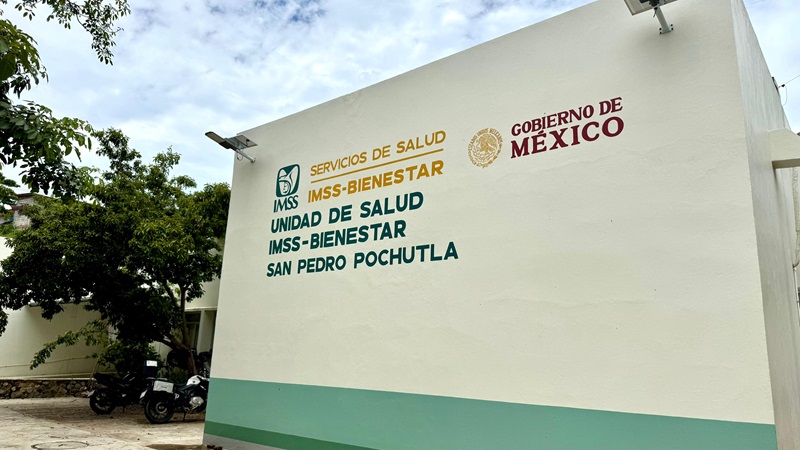 IMSS
SERVICIOS DE SALUD
IMSS-BIENESTAR
GOBIERNO DE
MÉXICO
UNIDAD DE SALUD
IMSS-BIENESTAR
SAN PEDRO POCHUTLA